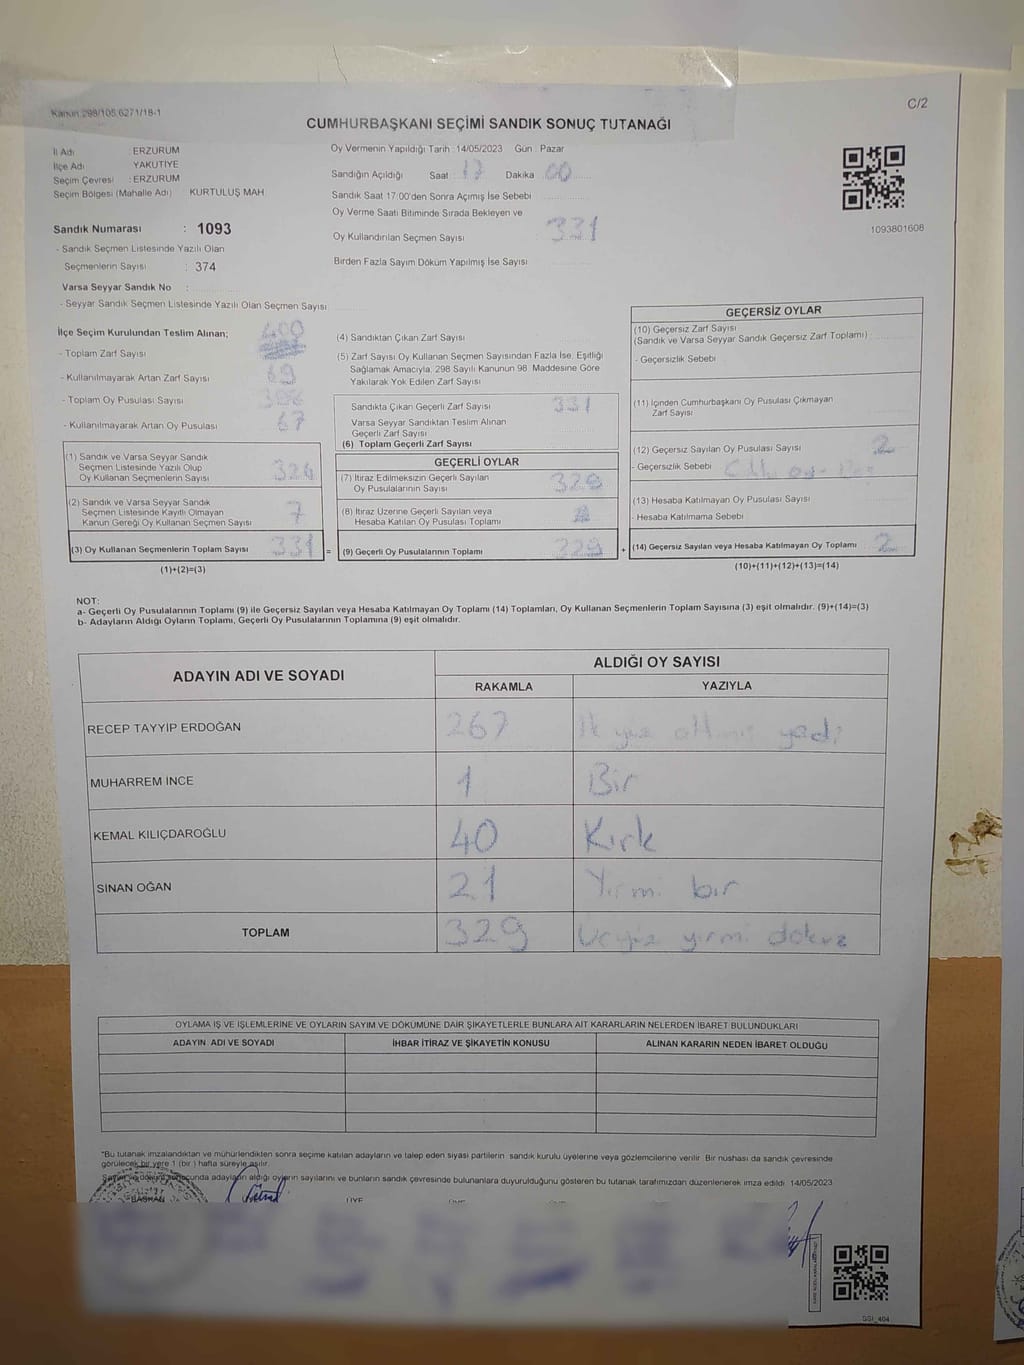 Kanun 298/105,6271/18-1
C/2
CUMHURBAŞKANI SEÇİMİ SANDIK SONUÇ TUTANAĞI
İl Adı ERZURUM
İlçe Adı YAKUTİYE
Seçim Çevresi : ERZURUM
Seçim Bölgesi (Mahalle Adı) KURTULUŞ MAH
Sandık Numarası : 1093
- Sandık Seçmen Listesinde Yazılı Olan
Seçmenlerin Sayısı : 374
Varsa Seyyar Sandık No :
- Seyyar Sandık Seçmen Listesinde Yazılı Olan Seçmen Sayısı
Oy Vermenin Yapıldığı Tarih : 14/05/2023 Gün : Pazar
Sandığın Açıldığı Saat : 17 Dakika : 00
Sandık Saat 17:00'den Sonra Açımış İse Sebebi
Oy Verme Saati Bitiminde Sırada Bekleyen ve
Oy Kullandırılan Seçmen Sayısı : 331
Birden Fazla Sayım Döküm Yapılmış İse Sayısı
1093801608
İlçe Seçim Kurulundan Teslim Alınan; 400
- Toplam Zarf Sayısı
- Kullanılmayarak Artan Zarf Sayısı 69
- Toplam Oy Pusulası Sayısı 398
- Kullanılmayarak Artan Oy Pusulası 67
(1) Sandık ve Varsa Seyyar Sandık
Seçmen Listesinde Yazılı Olup
Oy Kullanan Seçmenlerin Sayısı 324
(2) Sandık ve Varsa Seyyar Sandık
Seçmen Listesinde Kayıtlı Olmayan
Kanun Gereği Oy Kullanan Seçmen Sayısı 7
(3) Oy Kullanan Seçmenlerin Toplam Sayısı 331 =
(1)+(2)=(3)
(4) Sandıktan Çıkan Zarf Sayısı
(5) Zarf Sayısı Oy Kullanan Seçmen Sayısından Fazla İse, Eşitliği
Sağlamak Amacıyla, 298 Sayılı Kanunun 98. Maddesine Göre
Yakılarak Yok Edilen Zarf Sayısı
Sandıkta Çıkan Geçerli Zarf Sayısı 331
Varsa Seyyar Sandıktan Teslim Alınan
Geçerli Zarf Sayısı
(6) Toplam Geçerli Zarf Sayısı
GEÇERLİ OYLAR
(7) İtiraz Edilmeksizin Geçerli Sayılan
Oy Pusulalarının Sayısı 329
(8) İtiraz Üzerine Geçerli Sayılan veya
Hesaba Katılan Oy Pusulası Toplamı
(9) Geçerli Oy Pusulalarının Toplamı 329 +
GEÇERSİZ OYLAR
(10) Geçersiz Zarf Sayısı
(Sandık ve Varsa Seyyar Sandık Geçersiz Zarf Toplamı)
- Geçersizlik Sebebi
(11) İçinden Cumhurbaşkanı Oy Pusulası Çıkmayan
Zarf Sayısı
(12) Geçersiz Sayılan Oy Pusulası Sayısı 2
- Geçersizlik Sebebi
(13) Hesaba Katılmayan Oy Pusulası Sayısı
- Hesaba Katılmama Sebebi
(14) Geçersiz Sayılan veya Hesaba Katılmayan Oy Toplamı 2
(10)+(11)+(12)+(13)=(14)
NOT:
a- Geçerli Oy Pusulalarının Toplamı (9) ile Geçersiz Sayılan veya Hesaba Katılmayan Oy Toplamı (14) Toplamları, Oy Kullanan Seçmenlerin Toplam Sayısına (3) eşit olmalıdır. (9)+(14)=(3)
b- Adayların Aldığı Oyların Toplamı, Geçerli Oy Pusulalarının Toplamına (9) eşit olmalıdır.
ADAYIN ADI VE SOYADI ALDIĞI OY SAYISI
RAKAMLA YAZIYLA
RECEP TAYYİP ERDOĞAN 267 İk yüz altmış yedi
MUHARREM İNCE 1 Bir
KEMAL KILIÇDAROĞLU 40 Kırk
SİNAN OĞAN 21 Yirmi bir
TOPLAM 329 Üçyüz yirmi dokuz
OYLAMA İŞ VE İŞLEMLERİNE VE OYLARIN SAYIM VE DÖKÜMÜNE DAİR ŞİKAYETLERLE BUNLARA AİT KARARLARIN NELERDEN İBARET BULUNDUKLARI
ADAYIN ADI VE SOYADI İHBAR İTİRAZ VE ŞİKAYETİN KONUSU ALINAN KARARIN NEDEN İBARET OLDUĞU
*Bu tutanak imzalandıktan ve mühürlendikten sonra seçime katılan adayların ve talep eden siyasi partilerin sandık kurulu üyelerine veya gözlemcilerine verilir. Bir nüshası da sandık çevresinde
görülecek bir yere 1 (bir ) hafta süreyle asılır.
Sayım ve döküm sonucunda adayların aldığı oyların sayılarını ve bunların sandık çevresinde bulunanlara duyurulduğunu gösteren bu tutanak tarafımızdan düzenlenerek imza edildi. 14/05/2023
BAŞKAN
SSI_404